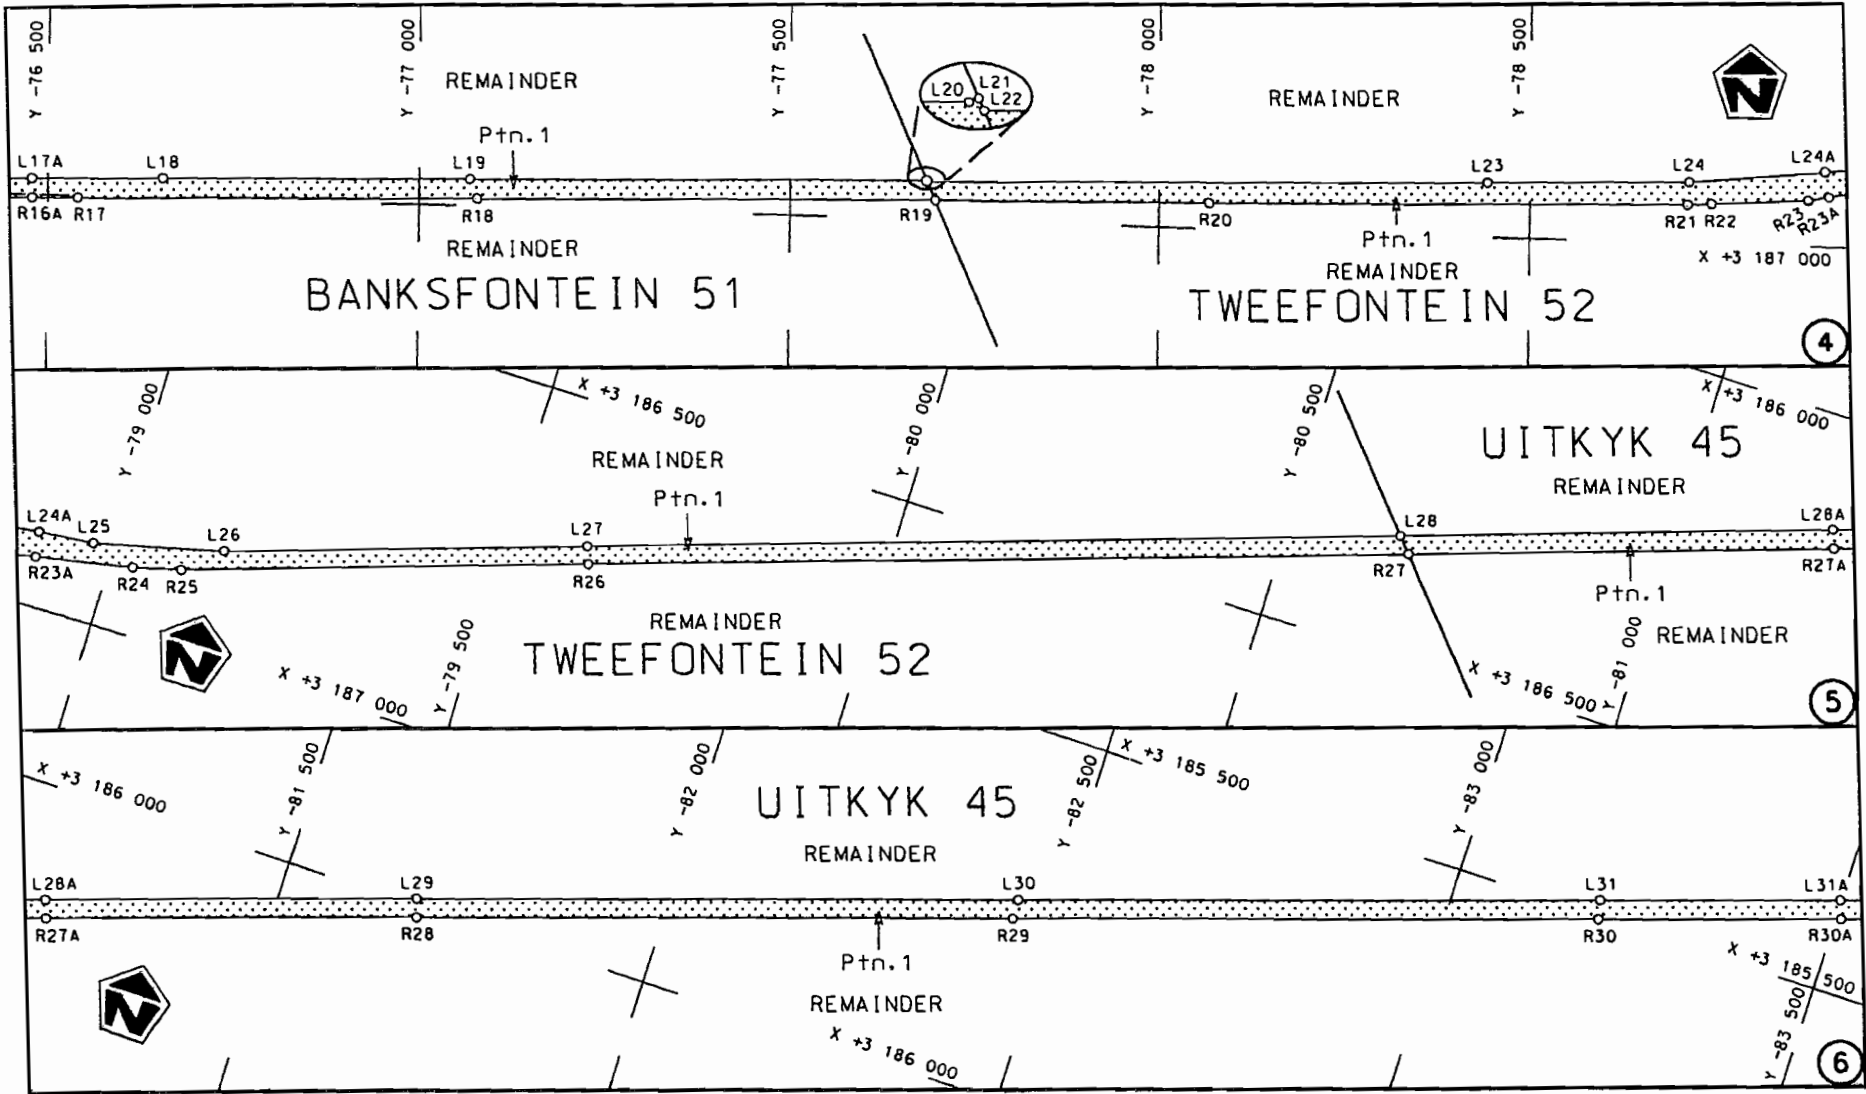 Y -76 500
Y -77 000
Y -77 500
Y -78 000
Y -78 500
REMAINDER
REMAINDER
N
L20
L21
L22
Ptn.1
L17A
L18
L19
L23
L24
L24A
R16A
R17
R18
R19
R20
R21
R22
R23
R23A
REMAINDER
Ptn.1
REMAINDER
X +3 187 000
BANKSFONTEIN 51
TWEEFONTEIN 52
4
Y -79 000
X +3 186 500
Y -80 000
Y -80 500
X +3 186 000
UITKYK 45
REMAINDER
REMAINDER
Ptn.1
L24A
L25
L26
L27
L28
L28A
R23A
R24
R25
R26
R27
R27A
Ptn.1
REMAINDER
REMAINDER
N
TWEEFONTEIN 52
X +3 187 000
Y -79 500
X +3 186 500
Y -81 000
5
X +3 186 000
Y -81 500
Y -82 000
UITKYK 45
Y -82 500
X +3 185 500
Y -83 000
REMAINDER
L28A
L29
L30
L31
L31A
R27A
R28
R29
R30
R30A
Ptn.1
N
REMAINDER
X +3 186 000
X +3 185 500
Y -83 500
6